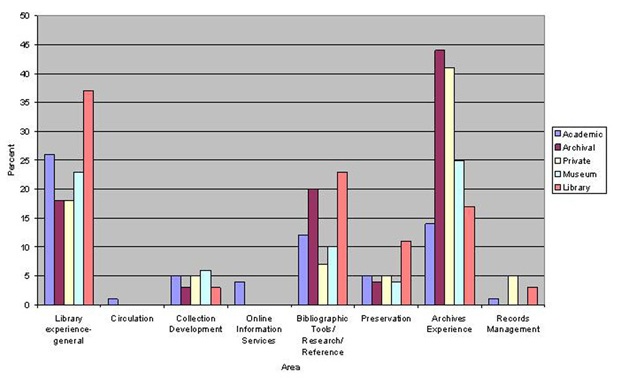 50
45
40
35
30
25
20
15
10
5
0
Percent
Library
experience-
general
Circulation
Collection
Development
Online
Information
Services
Bibliographic
Tools/
Research/
Reference
Preservation
Archives
Experience
Records
Management
Area
Academic
Archival
Private
Museum
Library